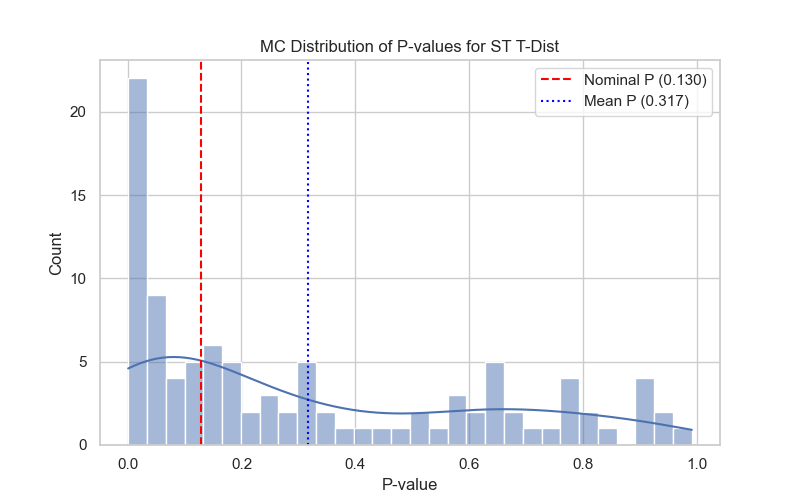 MC Distribution of P-values for ST T-Dist
Nominal P (0.130)
Mean P (0.317)
Count
20
15
10
5
0
0.0 0.2 0.4 0.6 0.8 1.0
P-value